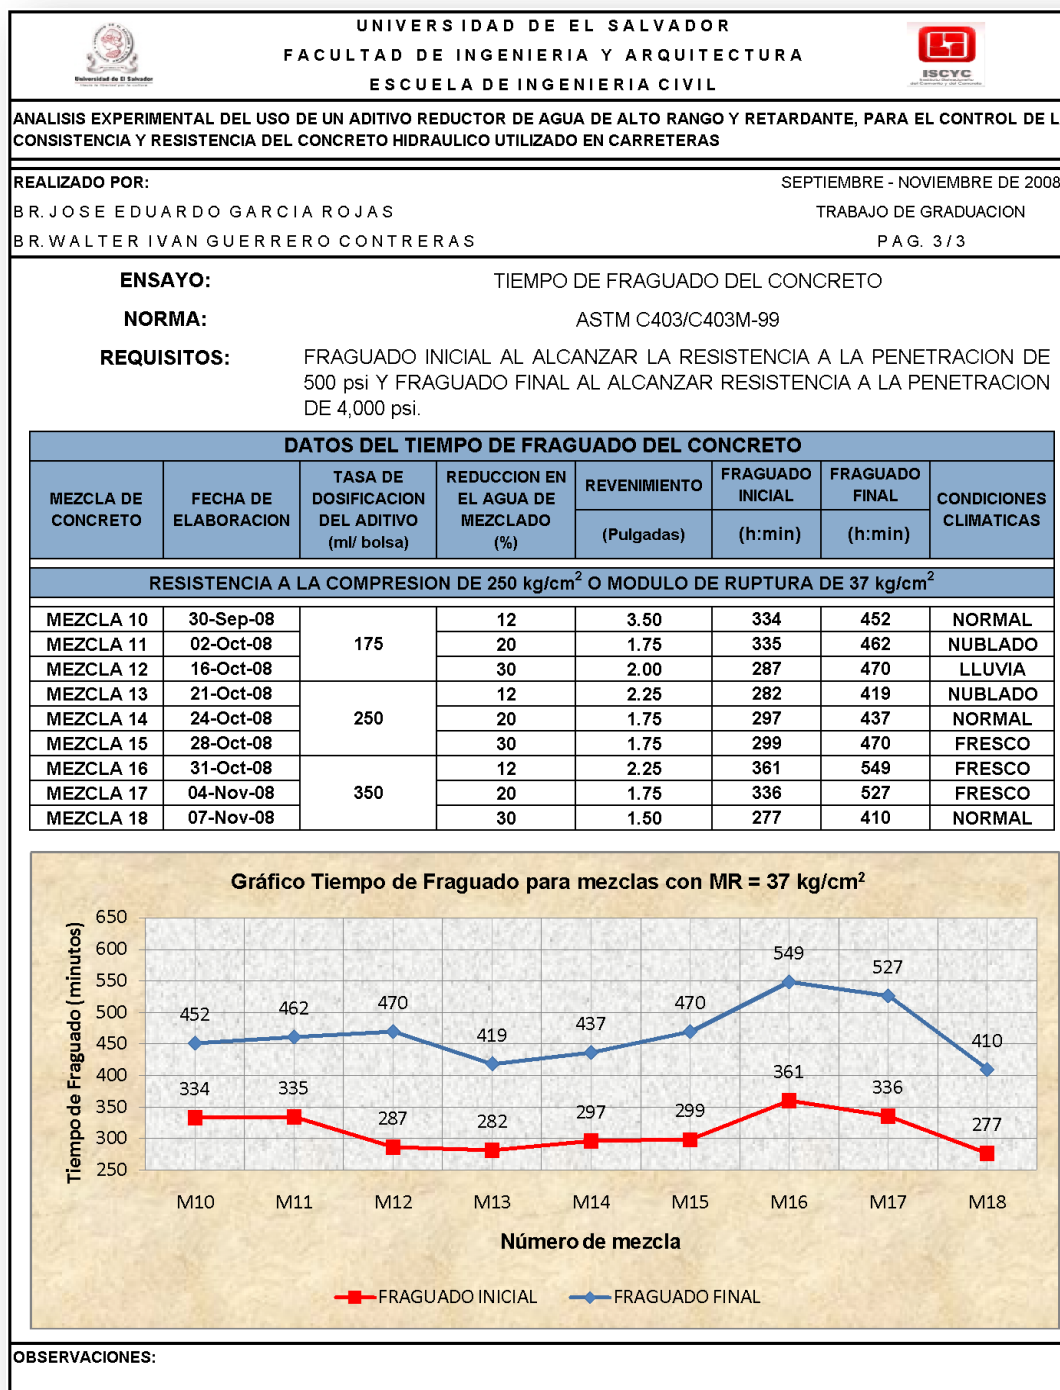 UNIVERSIDAD DE EL SALVADOR
FACULTAD DE INGENIERIA Y ARQUITECTURA
ESCUELA DE INGENIERIA CIVIL
Universidad de El Salvador
ISCYC
ANALISIS EXPERIMENTAL DEL USO DE UN ADITIVO REDUCTOR DE AGUA DE ALTO RANGO Y RETARDANTE, PARA EL CONTROL DE L
CONSISTENCIA Y RESISTENCIA DEL CONCRETO HIDRAULICO UTILIZADO EN CARRETERAS
REALIZADO POR: SEPTIEMBRE - NOVIEMBRE DE 2008
BR. JOSE EDUARDO GARCIA ROJAS TRABAJO DE GRADUACION
BR. WALTER IVAN GUERRERO CONTRERAS PAG. 3 / 3
ENSAYO: TIEMPO DE FRAGUADO DEL CONCRETO
NORMA: ASTM C403/C403M-99
REQUISITOS: FRAGUADO INICIAL AL ALCANZAR LA RESISTENCIA A LA PENETRACION DE
500 psi Y FRAGUADO FINAL AL ALCANZAR RESISTENCIA A LA PENETRACION
DE 4,000 psi.
DATOS DEL TIEMPO DE FRAGUADO DEL CONCRETO
MEZCLA DE CONCRETO
FECHA DE ELABORACION
TASA DE DOSIFICACION DEL ADITIVO (ml/ bolsa)
REDUCCION EN EL AGUA DE MEZCLADO (%)
REVENIMIENTO (Pulgadas)
FRAGUADO INICIAL (h:min)
FRAGUADO FINAL (h:min)
CONDICIONES CLIMATICAS
RESISTENCIA A LA COMPRESION DE 250 kg/cm² O MODULO DE RUPTURA DE 37 kg/cm²
MEZCLA 10 30-Sep-08 12 3.50 334 452 NORMAL
MEZCLA 11 02-Oct-08 175 20 1.75 335 462 NUBLADO
MEZCLA 12 16-Oct-08 30 2.00 287 470 LLUVIA
MEZCLA 13 21-Oct-08 12 2.25 282 419 NUBLADO
MEZCLA 14 24-Oct-08 250 20 1.75 297 437 NORMAL
MEZCLA 15 28-Oct-08 30 1.75 299 470 FRESCO
MEZCLA 16 31-Oct-08 12 2.25 361 549 FRESCO
MEZCLA 17 04-Nov-08 350 20 1.75 336 527 FRESCO
MEZCLA 18 07-Nov-08 30 1.50 277 410 NORMAL
Gráfico Tiempo de Fraguado para mezclas con MR = 37 kg/cm²
Tiempo de Fraguado (minutos)
650
600
550
500
450
400
350
300
250
452 462 470 419 437 470 549 527 410
334 335 287 282 297 299 361 336 277
M10 M11 M12 M13 M14 M15 M16 M17 M18
Número de mezcla
FRAGUADO INICIAL FRAGUADO FINAL
OBSERVACIONES: